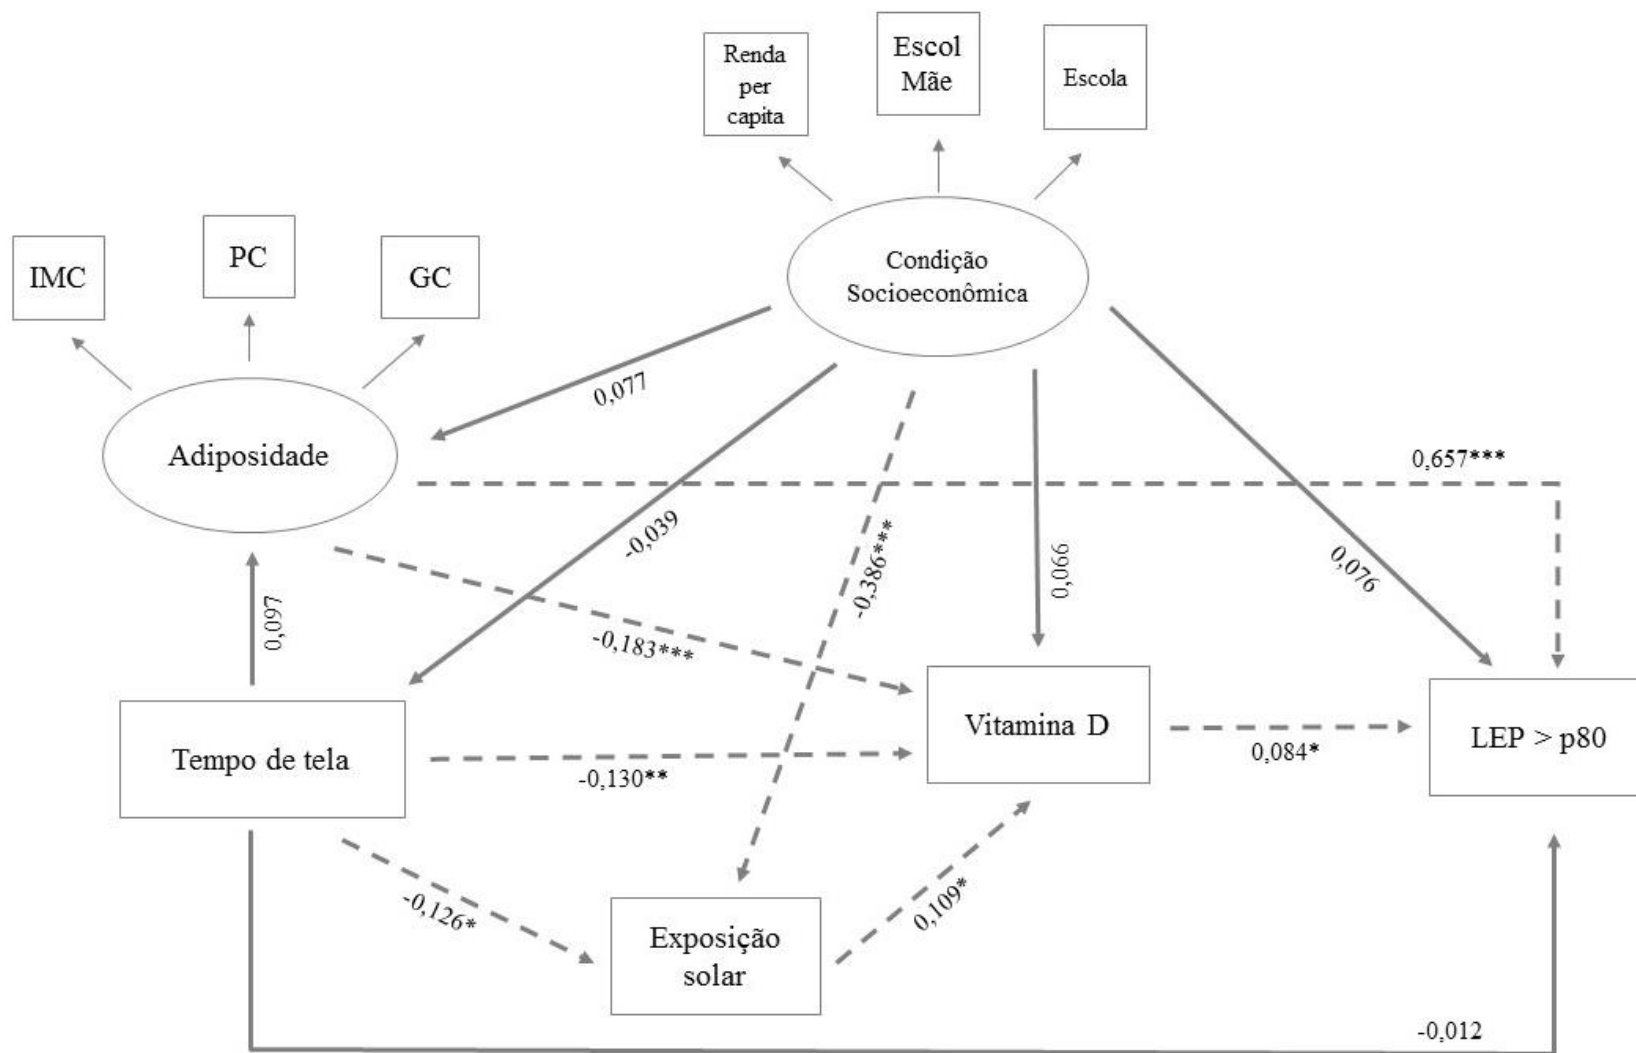 Renda
per
capita
Escol
Mãe
Escola
IMC
PC
GC
Condição
Socioeconômica
Adiposidade
0,077
0,657***
-0,039
-0,386***
0,066
0,076
0,097
-0,183***
Tempo de tela
Vitamina D
LEP > p80
-0,130**
0,084*
-0,126*
0,109*
Exposição
solar
-0,012